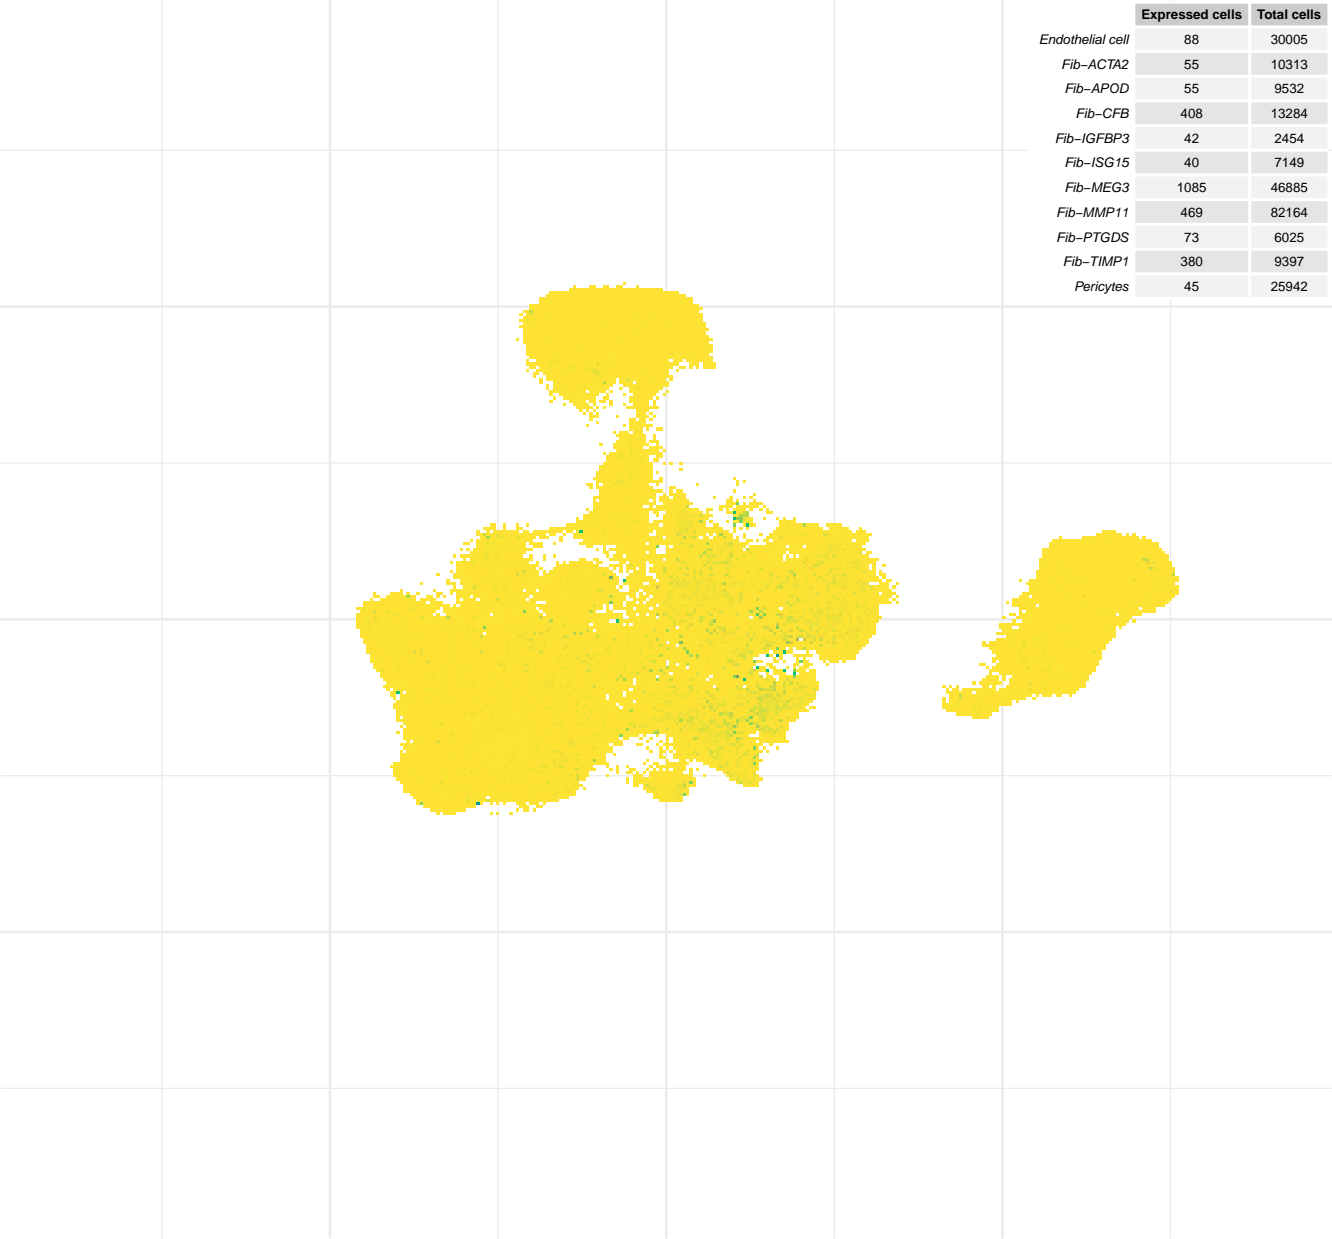 Expressed cells Total cells
Endothelial cell 88 30005
Fib−ACTA2 55 10313
Fib−APOD 55 9532
Fib−CFB 408 13284
Fib−IGFBP3 42 2454
Fib−ISG15 40 7149
Fib−MEG3 1085 46885
Fib−MMP11 469 82164
Fib−PTGDS 73 6025
Fib−TIMP1 380 9397
Pericytes 45 25942